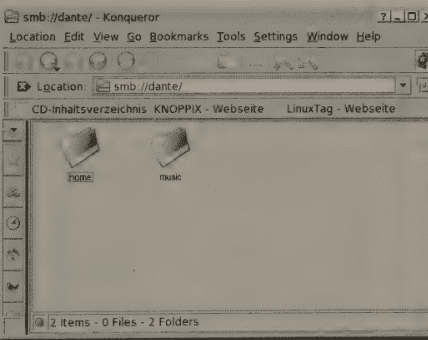 smb://dante/ - Konqueror
Location Edit View Go Bookmarks Tools Settings Window Help
Location: smb://dante/
CD-Inhaltsverzeichnis KNOPPIX - Webseite LinuxTag - Webseite
home music
2 Items - 0 Files - 2 Folders